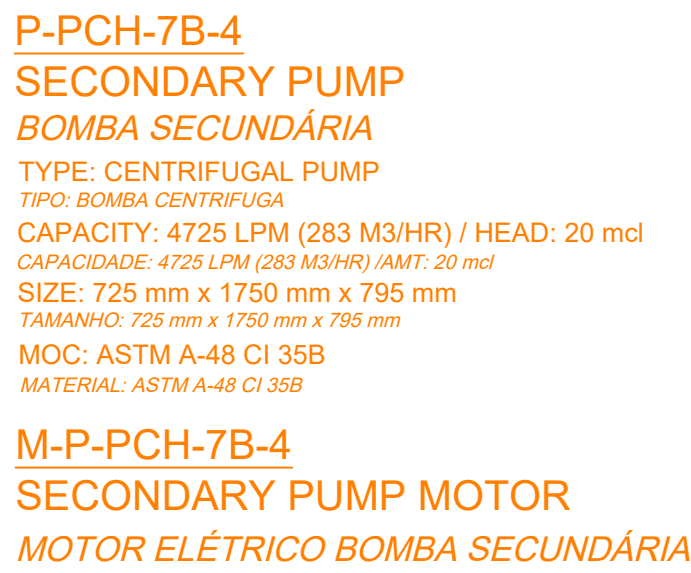 P-PCH-7B-4
SECONDARY PUMP
BOMBA SECUNDÁRIA
TYPE: CENTRIFUGAL PUMP
TIPO: BOMBA CENTRIFUGA
CAPACITY: 4725 LPM (283 M3/HR) / HEAD: 20 mcl
CAPACIDADE: 4725 LPM (283 M3/HR) /AMT: 20 mcl
SIZE: 725 mm x 1750 mm x 795 mm
TAMANHO: 725 mm x 1750 mm x 795 mm
MOC: ASTM A-48 CI 35B
MATERIAL: ASTM A-48 CI 35B
M-P-PCH-7B-4
SECONDARY PUMP MOTOR
MOTOR ELÉTRICO BOMBA SECUNDÁRIA